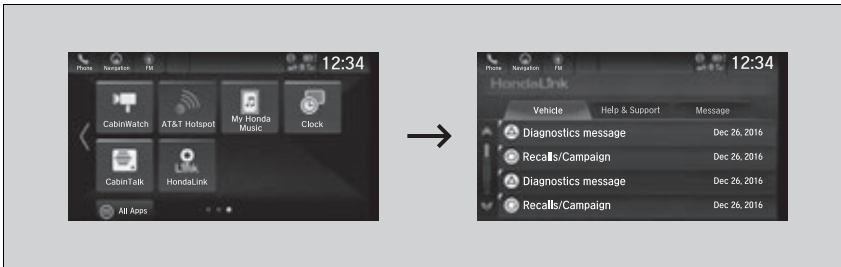 Phone Navigation FM 12:34
CabinWatch AT&T Hotspot My Honda Music Clock
CabinTalk HondaLink
All Apps
Phone Navigation FM 12:34
HondaLink
Vehicle Help & Support Message
Diagnostics message Dec 26, 2016
Recalls/Campaign Dec 26, 2016
Diagnostics message Dec 26, 2016
Recalls/Campaign Dec 26, 2016